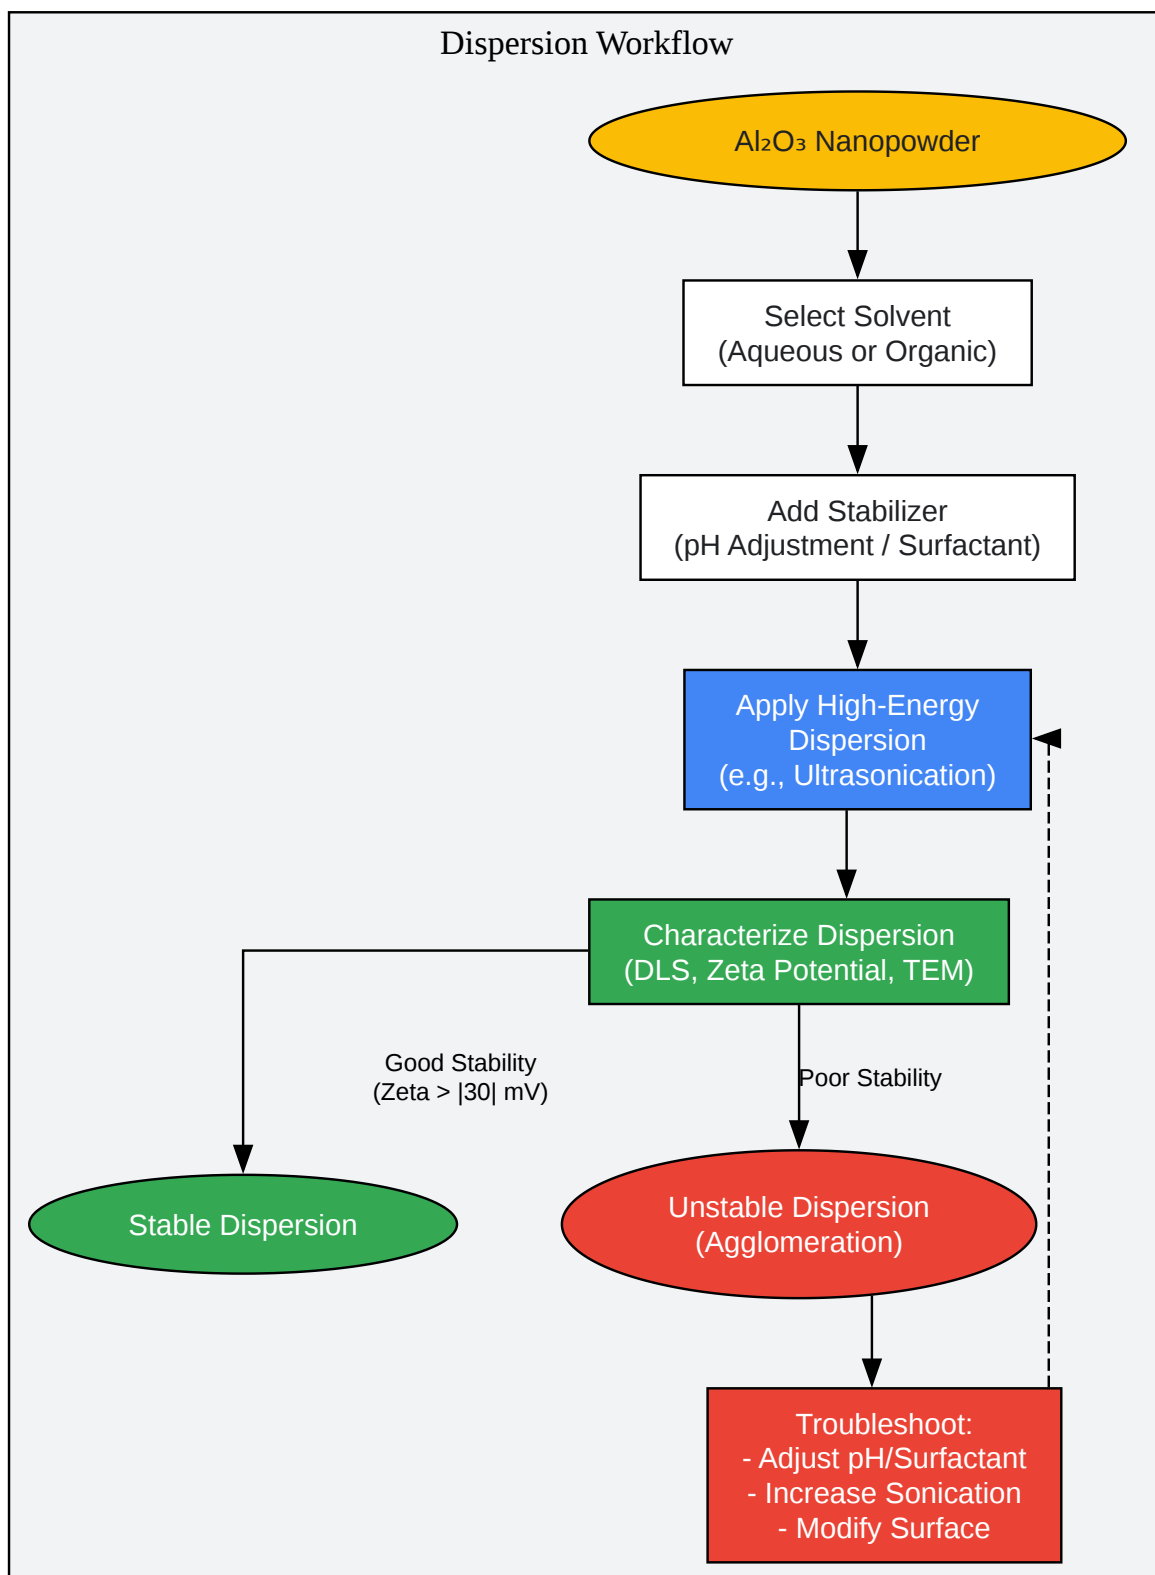 Dispersion Workflow
Al₂O₃ Nanopowder
Select Solvent
(Aqueous or Organic)
Add Stabilizer
(pH Adjustment / Surfactant)
Apply High-Energy
Dispersion
(e.g., Ultrasonication)
Characterize Dispersion
(DLS, Zeta Potential, TEM)
Good Stability
(Zeta > |30| mV)
Poor Stability
Stable Dispersion
Unstable Dispersion
(Agglomeration)
Troubleshoot:
- Adjust pH/Surfactant
- Increase Sonication
- Modify Surface